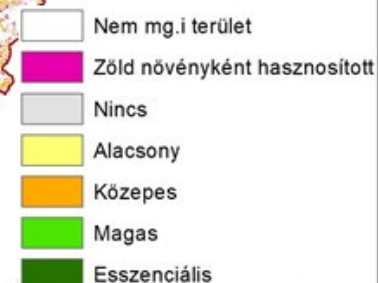 Nem mg.i terület
Zöld növényként hasznosított
Nincs
Alacsony
Közepes
Magas
Esszenciális